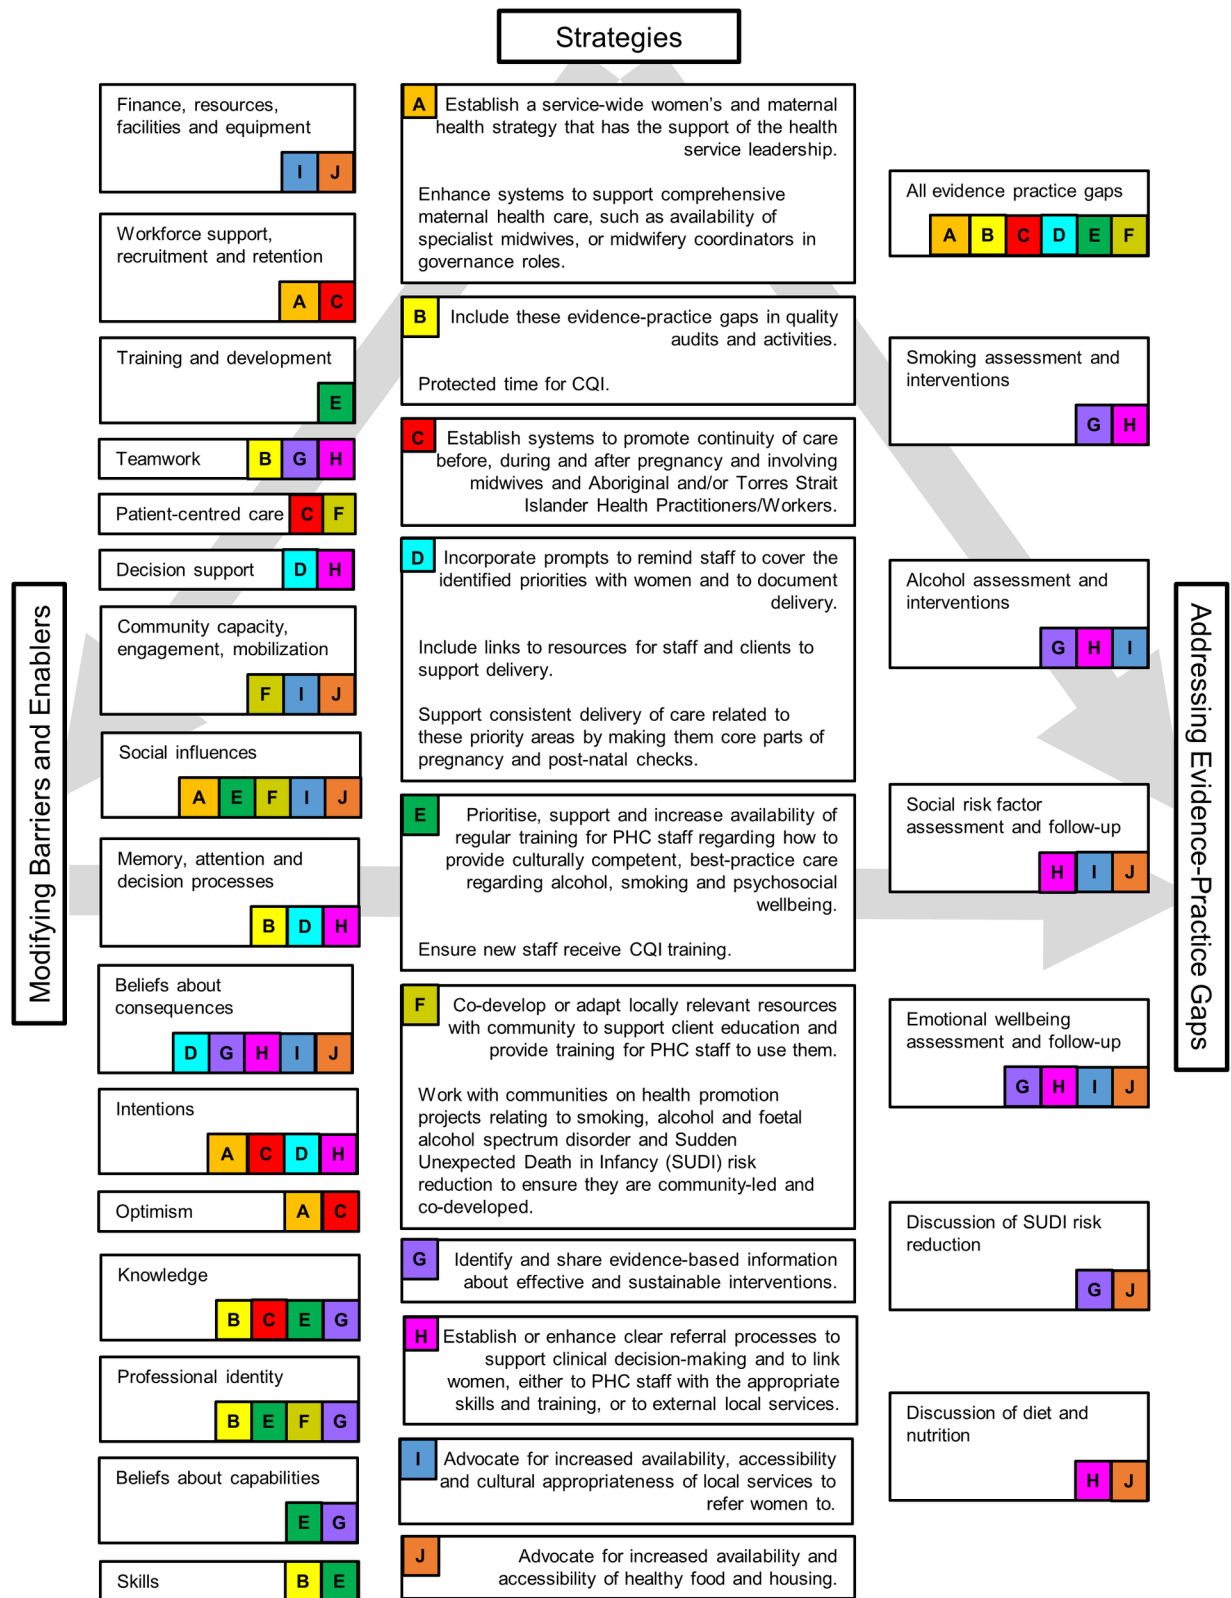 Strategies
Modifying Barriers and Enablers
Finance, resources,
facilities and equipment
I J
Workforce support,
recruitment and retention
A C
Training and development
E
Teamwork B G H
Patient-centred care C F
Decision support D H
Community capacity,
engagement, mobilization
F I J
Social influences
A E F I J
Memory, attention and
decision processes
B D H
Beliefs about
consequences
D G H I J
Intentions
A C D H
Optimism A C
Knowledge
B C E G
Professional identity
B E F G
Beliefs about capabilities
E G
Skills B E
A Establish a service-wide women's and maternal
health strategy that has the support of the health
service leadership.
Enhance systems to support comprehensive
maternal health care, such as availability of
specialist midwives, or midwifery coordinators in
governance roles.
B Include these evidence-practice gaps in quality
audits and activities.
Protected time for CQI.
C Establish systems to promote continuity of care
before, during and after pregnancy and involving
midwives and Aboriginal and/or Torres Strait
Islander Health Practitioners/Workers.
D Incorporate prompts to remind staff to cover the
identified priorities with women and to document
delivery.
Include links to resources for staff and clients to
support delivery.
Support consistent delivery of care related to
these priority areas by making them core parts of
pregnancy and post-natal checks.
E Prioritise, support and increase availability of
regular training for PHC staff regarding how to
provide culturally competent, best-practice care
regarding alcohol, smoking and psychosocial
wellbeing.
Ensure new staff receive CQI training.
F Co-develop or adapt locally relevant resources
with community to support client education and
provide training for PHC staff to use them.
Work with communities on health promotion
projects relating to smoking, alcohol and foetal
alcohol spectrum disorder and Sudden
Unexpected Death in Infancy (SUDI) risk
reduction to ensure they are community-led and
co-developed.
G Identify and share evidence-based information
about effective and sustainable interventions.
H Establish or enhance clear referral processes to
support clinical decision-making and to link
women, either to PHC staff with the appropriate
skills and training, or to external local services.
I Advocate for increased availability, accessibility
and cultural appropriateness of local services to
refer women to.
J Advocate for increased availability and
accessibility of healthy food and housing.
All evidence practice gaps
A B C D E F
Smoking assessment and
interventions
G H
Alcohol assessment and
interventions
G H I
Social risk factor
assessment and follow-up
H I J
Emotional wellbeing
assessment and follow-up
G H I J
Discussion of SUDI risk
reduction
G J
Discussion of diet and
nutrition
H J
Addressing Evidence-Practice Gaps